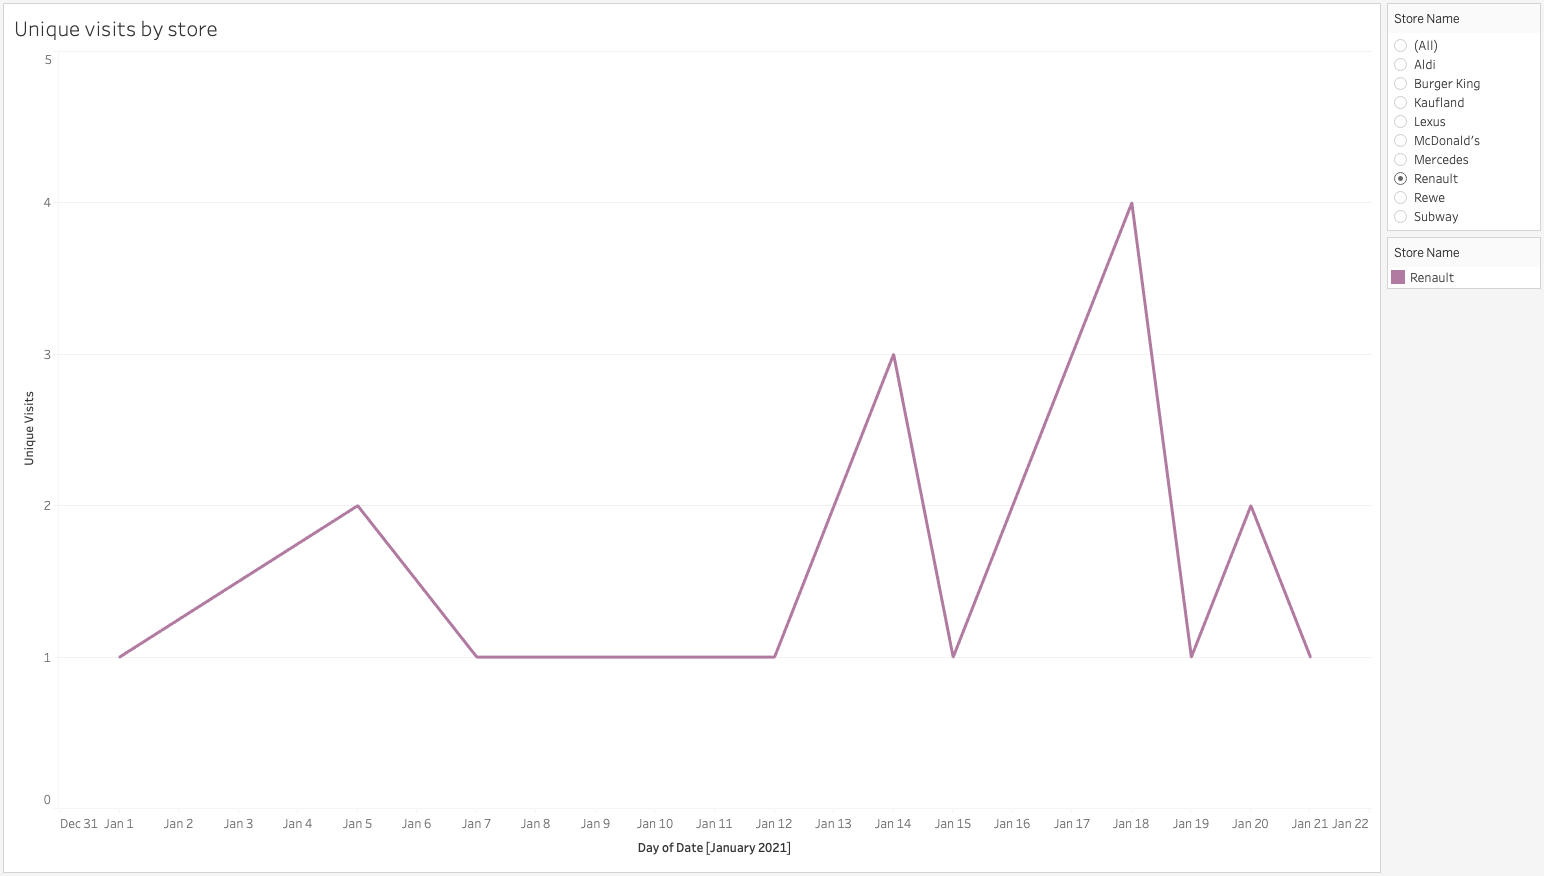 Unique visits by store
5
4
3
2
1
0
Unique Visits
Dec 31 Jan 1 Jan 2 Jan 3 Jan 4 Jan 5 Jan 6 Jan 7 Jan 8 Jan 9 Jan 10 Jan 11 Jan 12 Jan 13 Jan 14 Jan 15 Jan 16 Jan 17 Jan 18 Jan 19 Jan 20 Jan 21 Jan 22
Day of Date [January 2021]
Store Name
(All)
Aldi
Burger King
Kaufland
Lexus
McDonald's
Mercedes
Renault
Rewe
Subway
Store Name
Renault